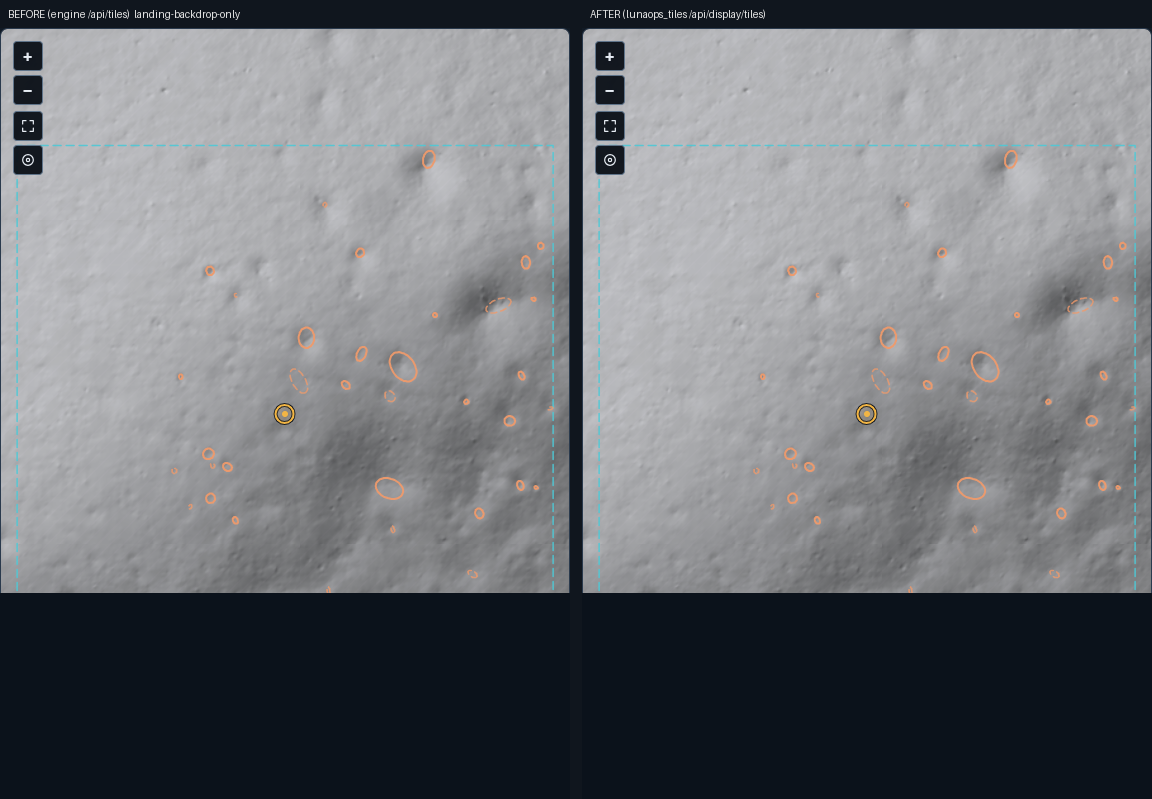 BEFORE (engine /api/tiles) landing-backdrop-only
AFTER (lunaops_tiles /api/display/tiles)
+
+
−
−